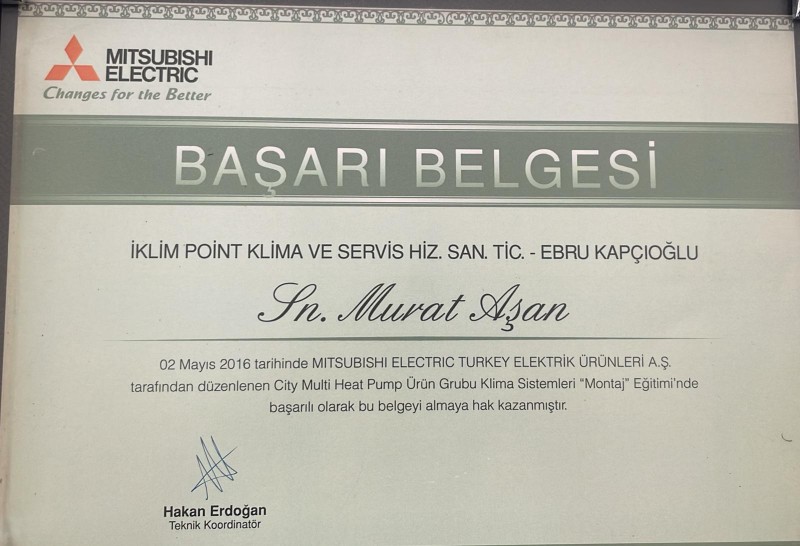 MITSUBISHI
ELECTRIC
Changes for the Better
BAŞARI BELGESİ
İKLİM POINT KLİMA VE SERVİS HİZ. SAN. TİC. - EBRU KAPÇIOĞLU
Sn. Murat Aşan
02 Mayıs 2016 tarihinde MITSUBISHI ELECTRIC TURKEY ELEKTRİK ÜRÜNLERİ A.Ş.
tarafından düzenlenen City Multi Heat Pump Ürün Grubu Klima Sistemleri "Montaj" Eğitimi'nde
başarılı olarak bu belgeyi almaya hak kazanmıştır.
Hakan Erdoğan
Teknik Koordinatör